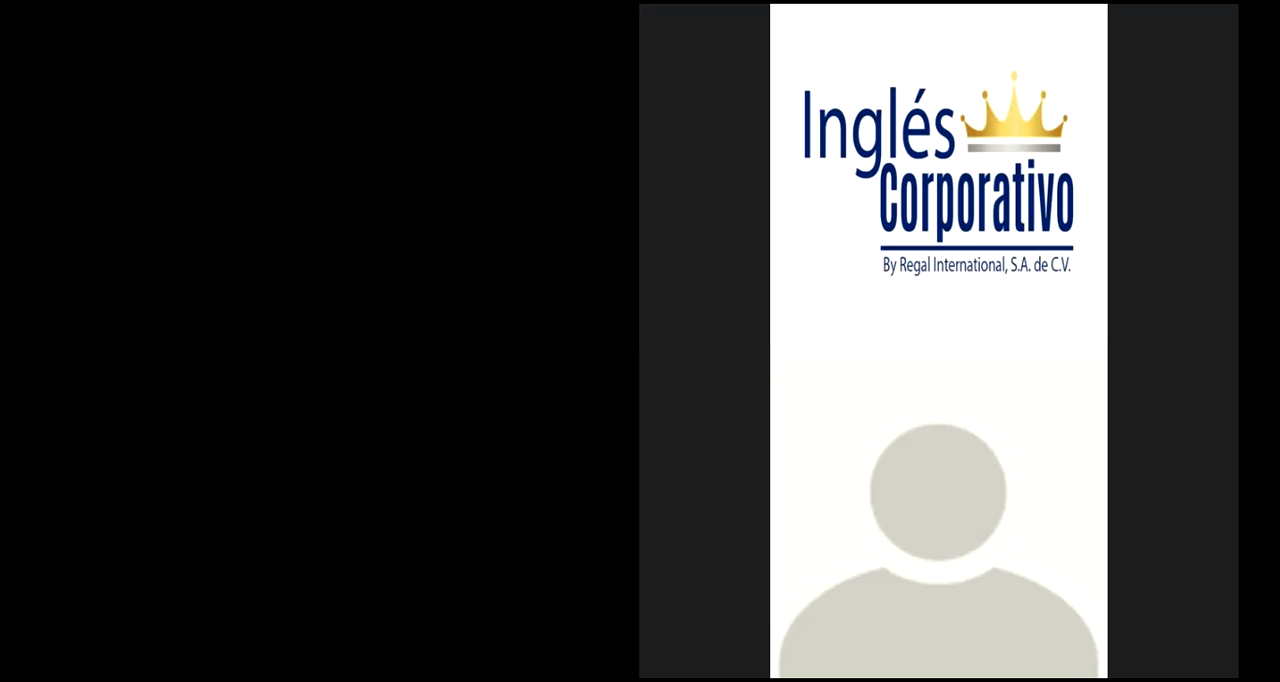 Inglés
Corporativo
By Regal International, S.A. de C.V.